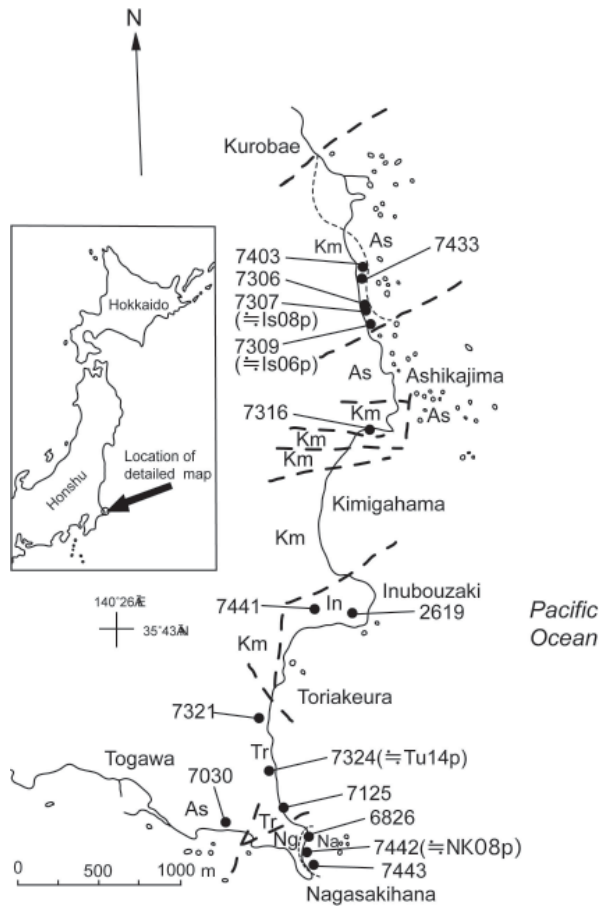 N
Kurobae
Km
As
7403
7433
7306
7307
(≒Is08p)
7309
(≒Is06p)
As
Ashikajima
Km
As
7316
Km
Km
Kimigahama
Km
Hokkaido
Honshu
Location of
detailed map
140°26ÃE
35°43ÃN
7441
In
Inubouzaki
2619
Pacific
Ocean
Km
Toriakeura
7321
Togawa
Tr
7324(≒Tu14p)
7030
As
7125
Tr
6826
Ng
Na
7442(≒NK08p)
7443
0 500 1000 m
Nagasakihana